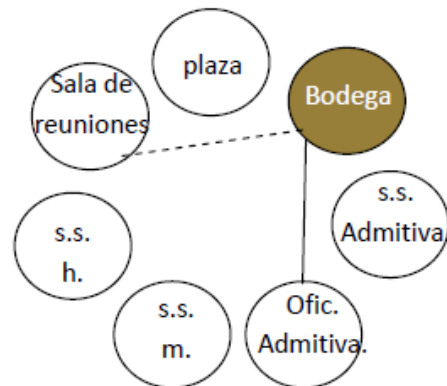 plaza
Sala de
reuniones
Bodega
s.s.
Admitiva.
s.s.
h.
s.s.
m.
Ofic.
Admitiva.